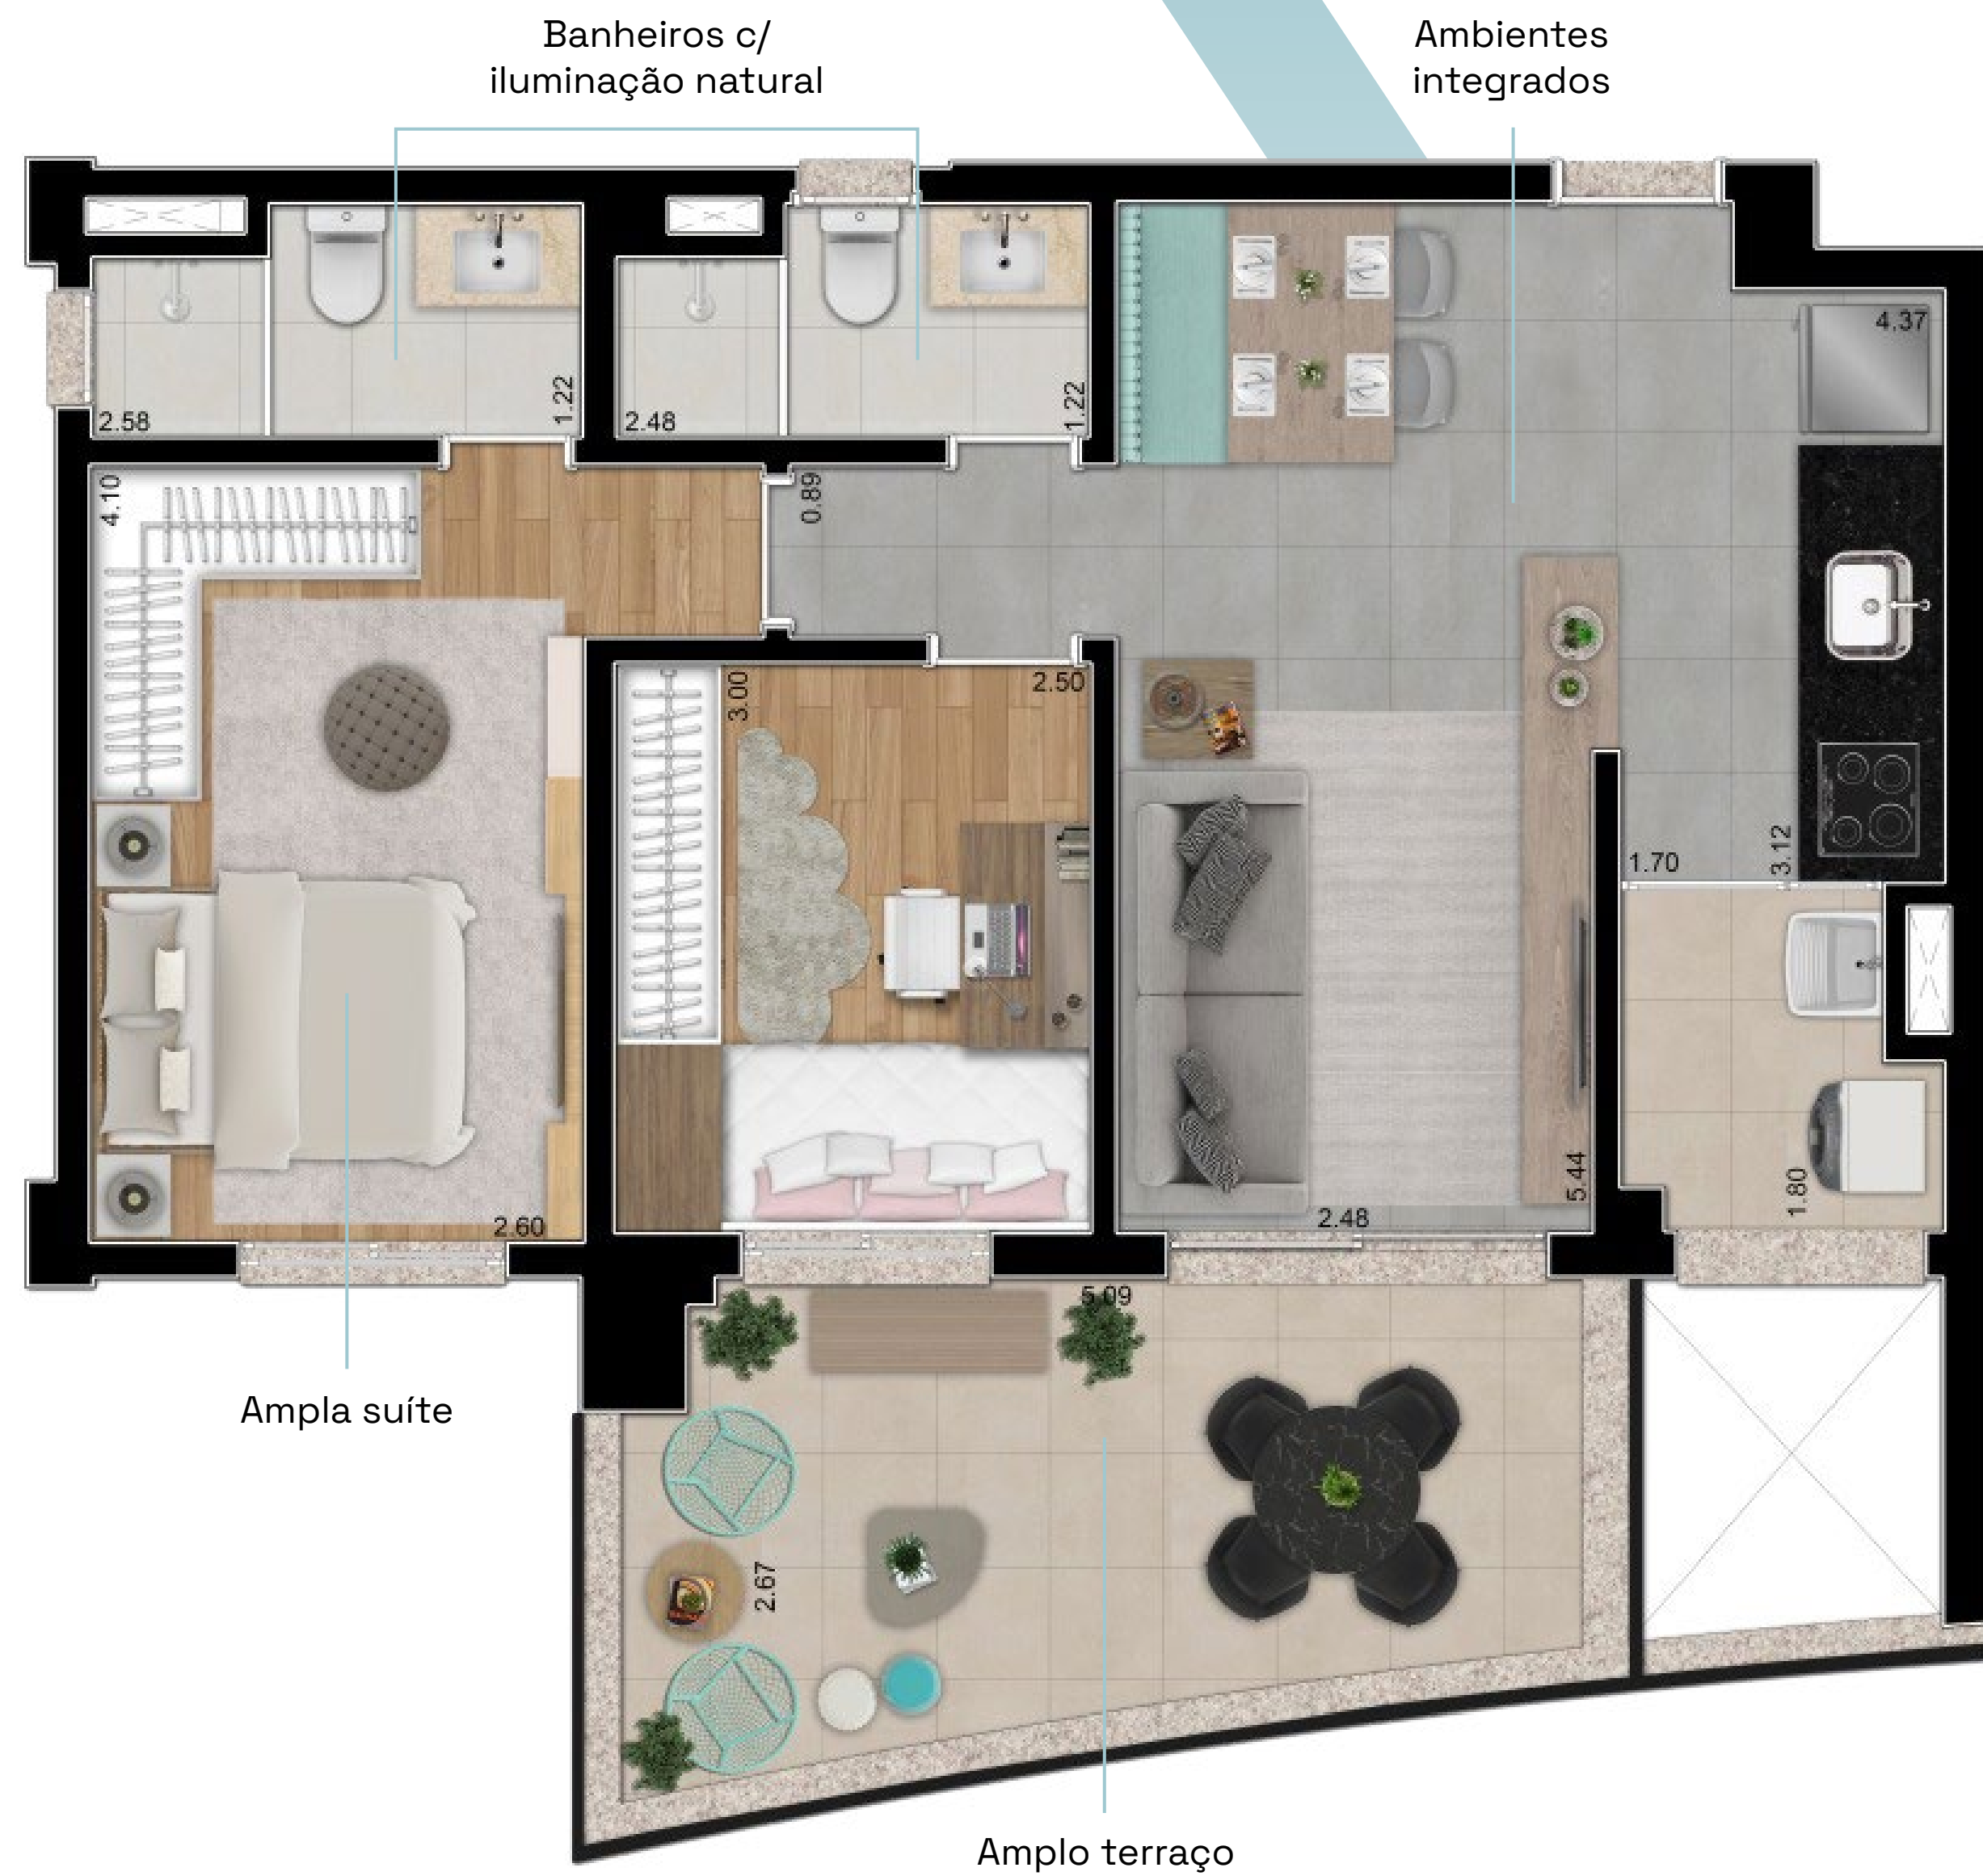 Banheiros c/
iluminação natural
Ambientes
integrados
4.37
2.58
1.22
2.48
1.22
4.10
0.89
3.00
2.50
1.70
3.12
5.44
1.80
2.60
2.48
5.09
Ampla suíte
2.67
Amplo terraço